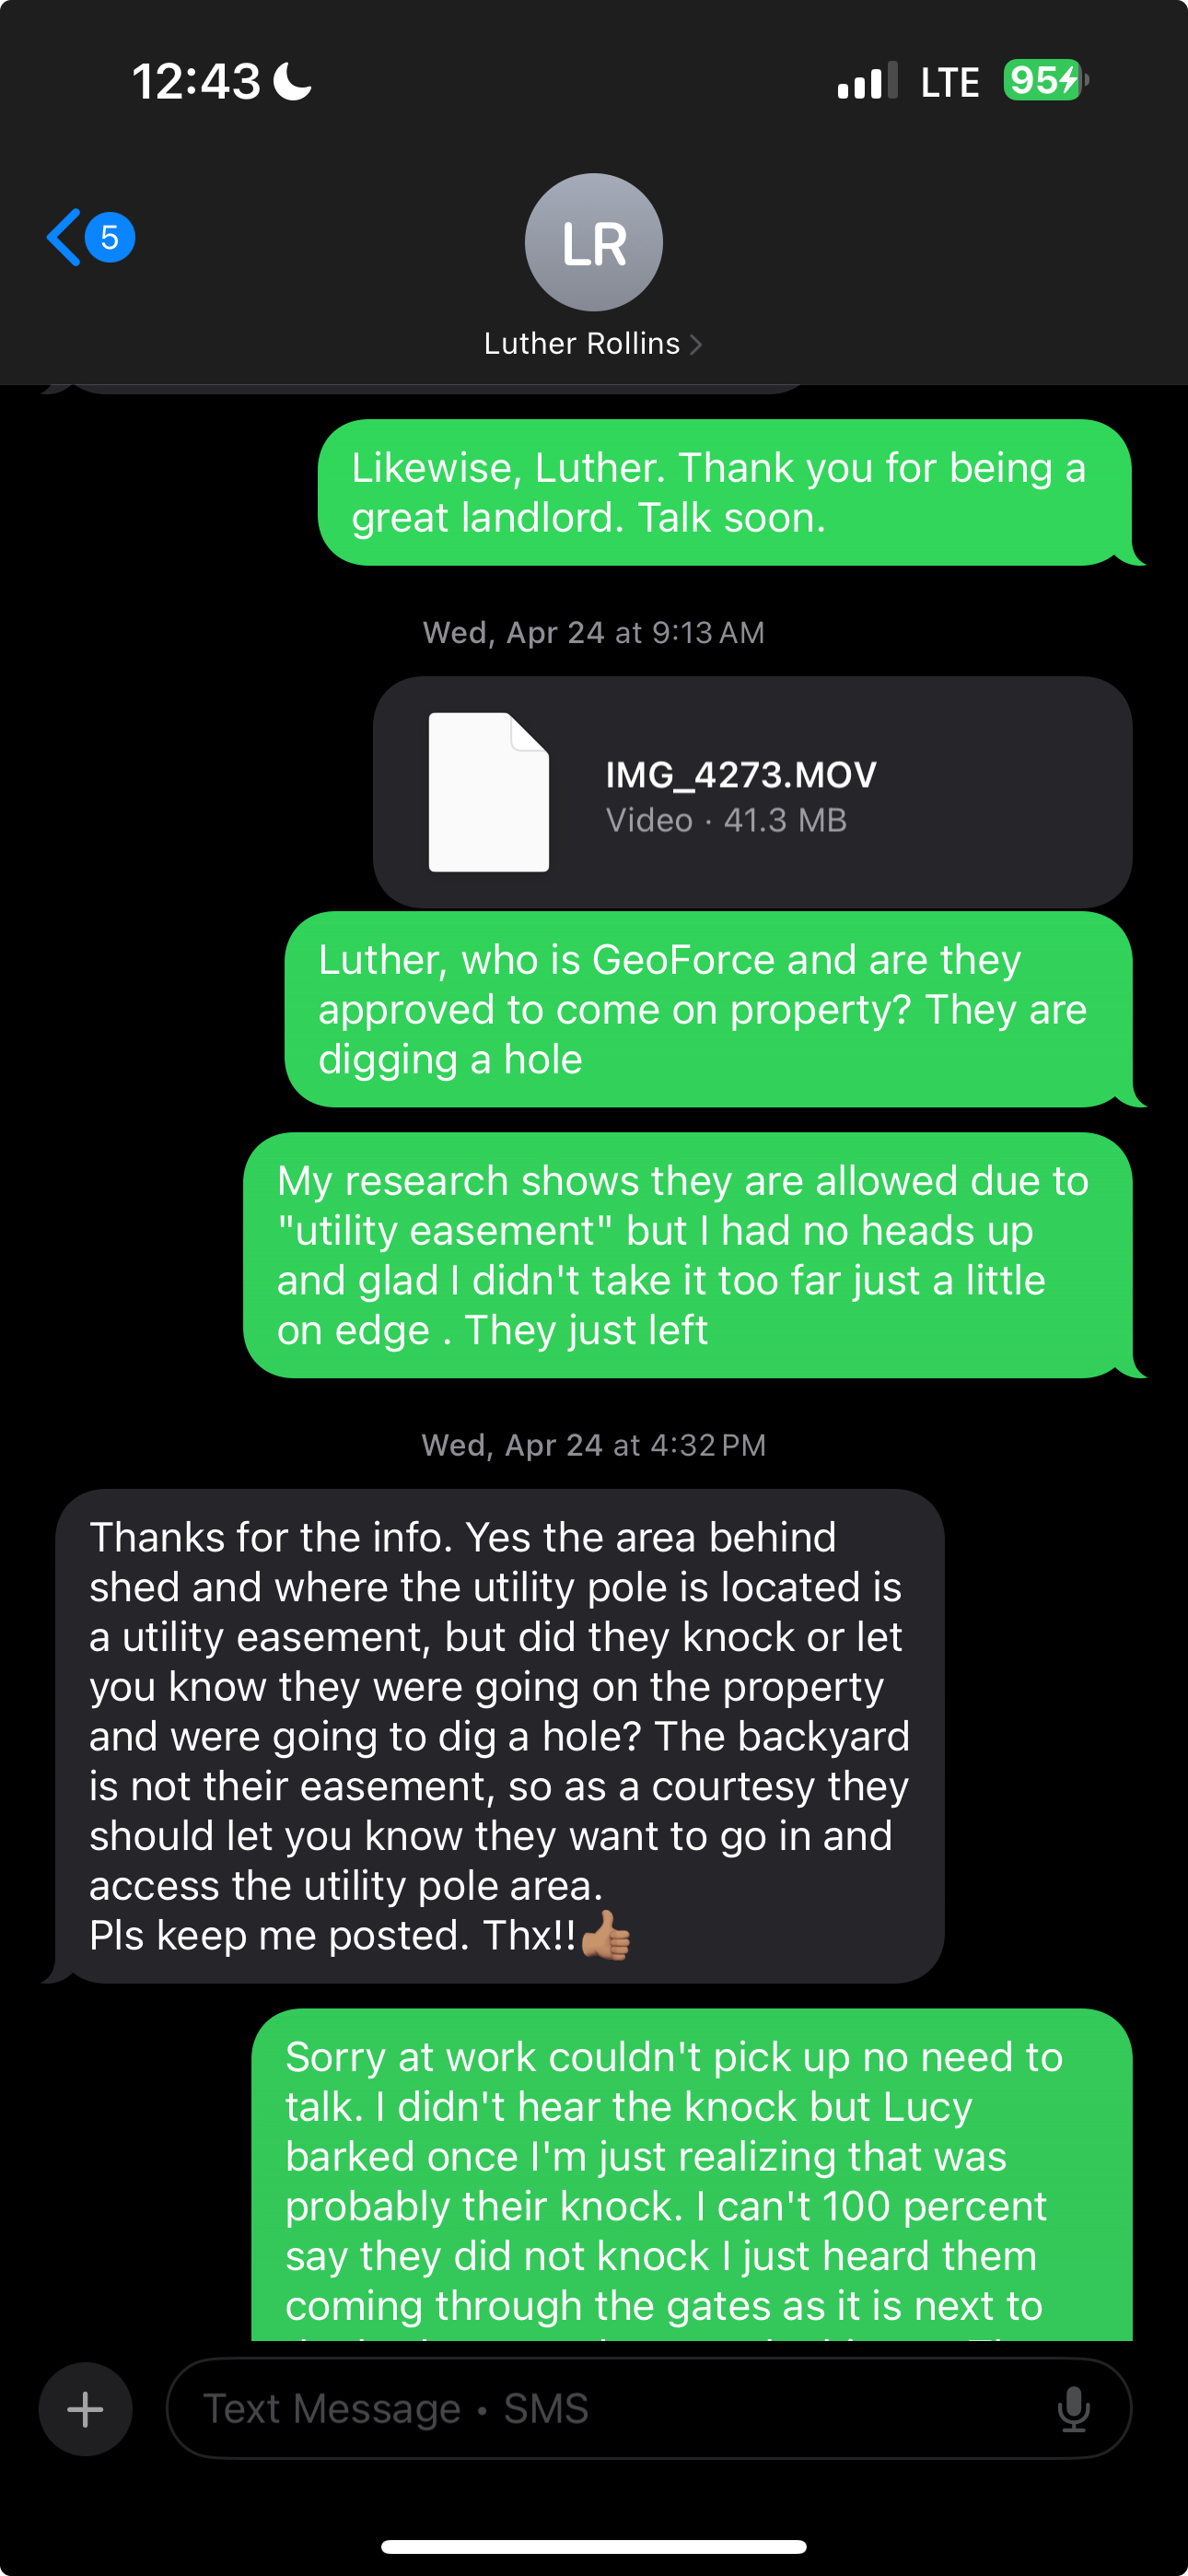 12:43
LTE
95
5
LR
Luther Rollins
Likewise, Luther. Thank you for being a
great landlord. Talk soon.
Wed, Apr 24 at 9:13 AM
IMG_4273.MOV
Video · 41.3 MB
Luther, who is GeoForce and are they
approved to come on property? They are
digging a hole
My research shows they are allowed due to
"utility easement" but I had no heads up
and glad I didn't take it too far just a little
on edge . They just left
Wed, Apr 24 at 4:32 PM
Thanks for the info. Yes the area behind
shed and where the utility pole is located is
a utility easement, but did they knock or let
you know they were going on the property
and were going to dig a hole? The backyard
is not their easement, so as a courtesy they
should let you know they want to go in and
access the utility pole area.
Pls keep me posted. Thx!!👍🏽
Sorry at work couldn't pick up no need to
talk. I didn't hear the knock but Lucy
barked once I'm just realizing that was
probably their knock. I can't 100 percent
say they did not knock I just heard them
coming through the gates as it is next to
Text Message • SMS